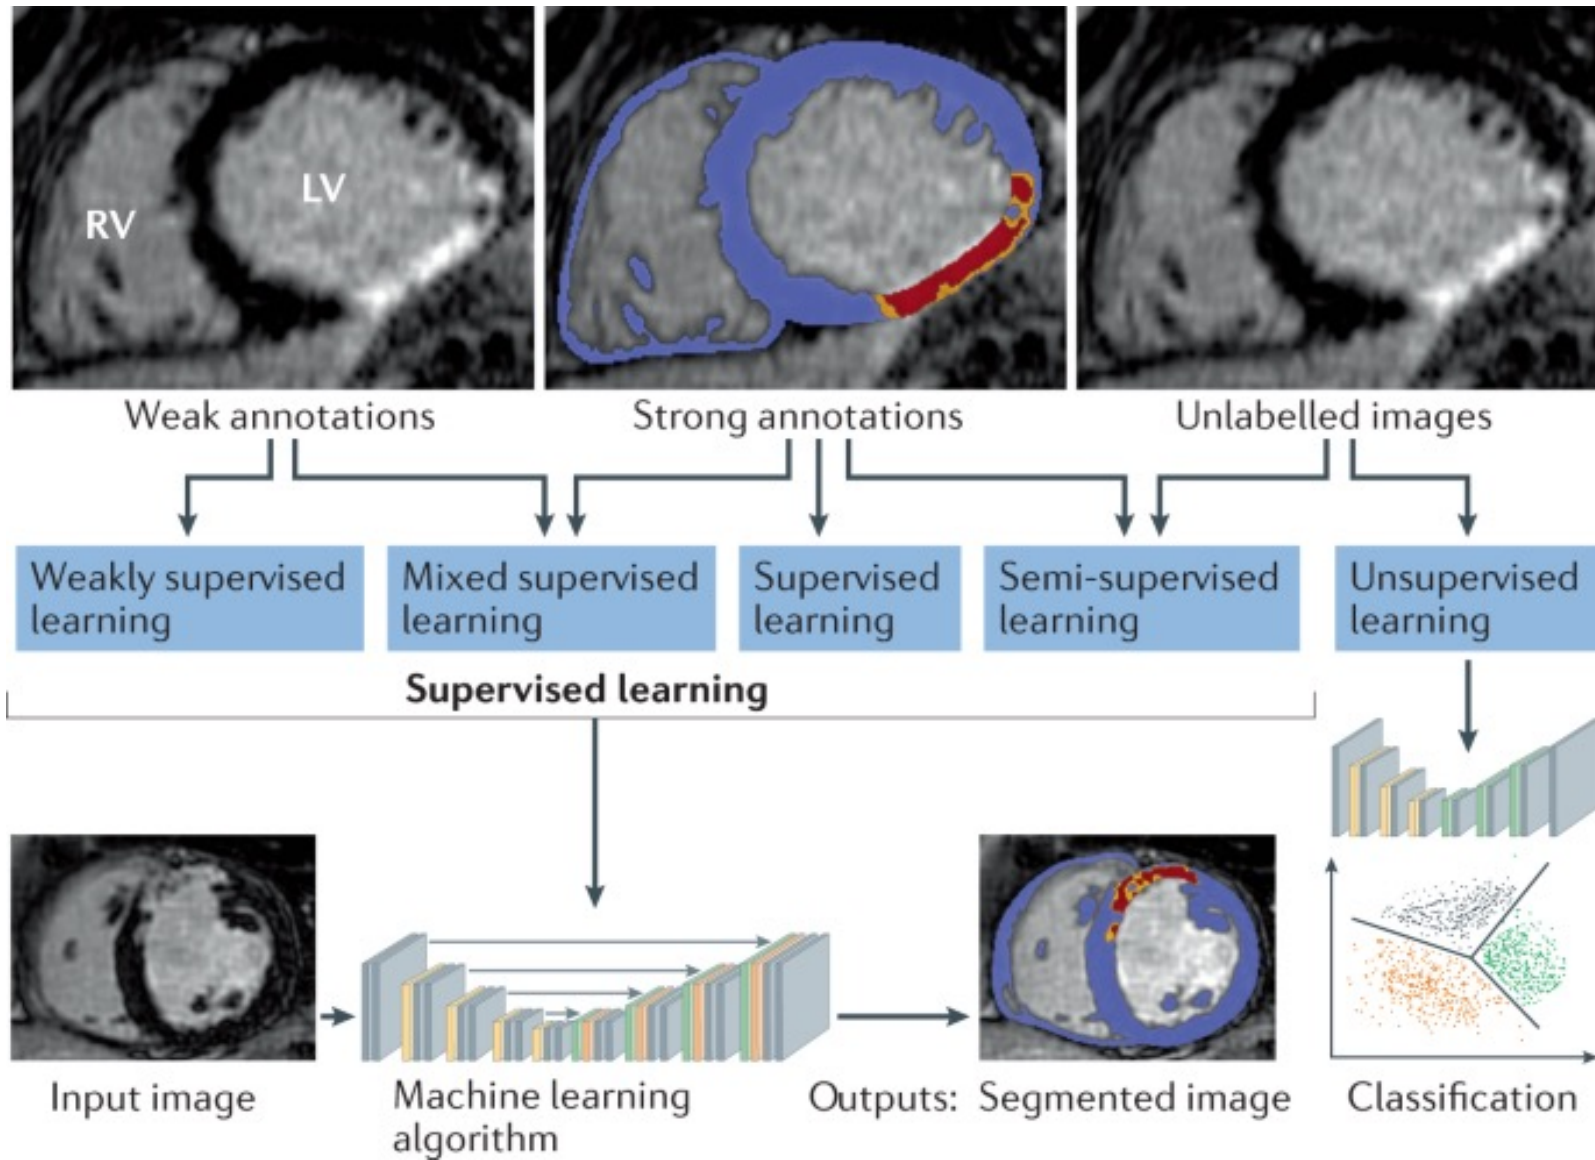 LV
RV
Weak annotations
Strong annotations
Unlabelled images
Weakly supervised
learning
Mixed supervised
learning
Supervised
learning
Semi-supervised
learning
Unsupervised
learning
Supervised learning
Input image
Machine learning
algorithm
Outputs:
Segmented image
Classification